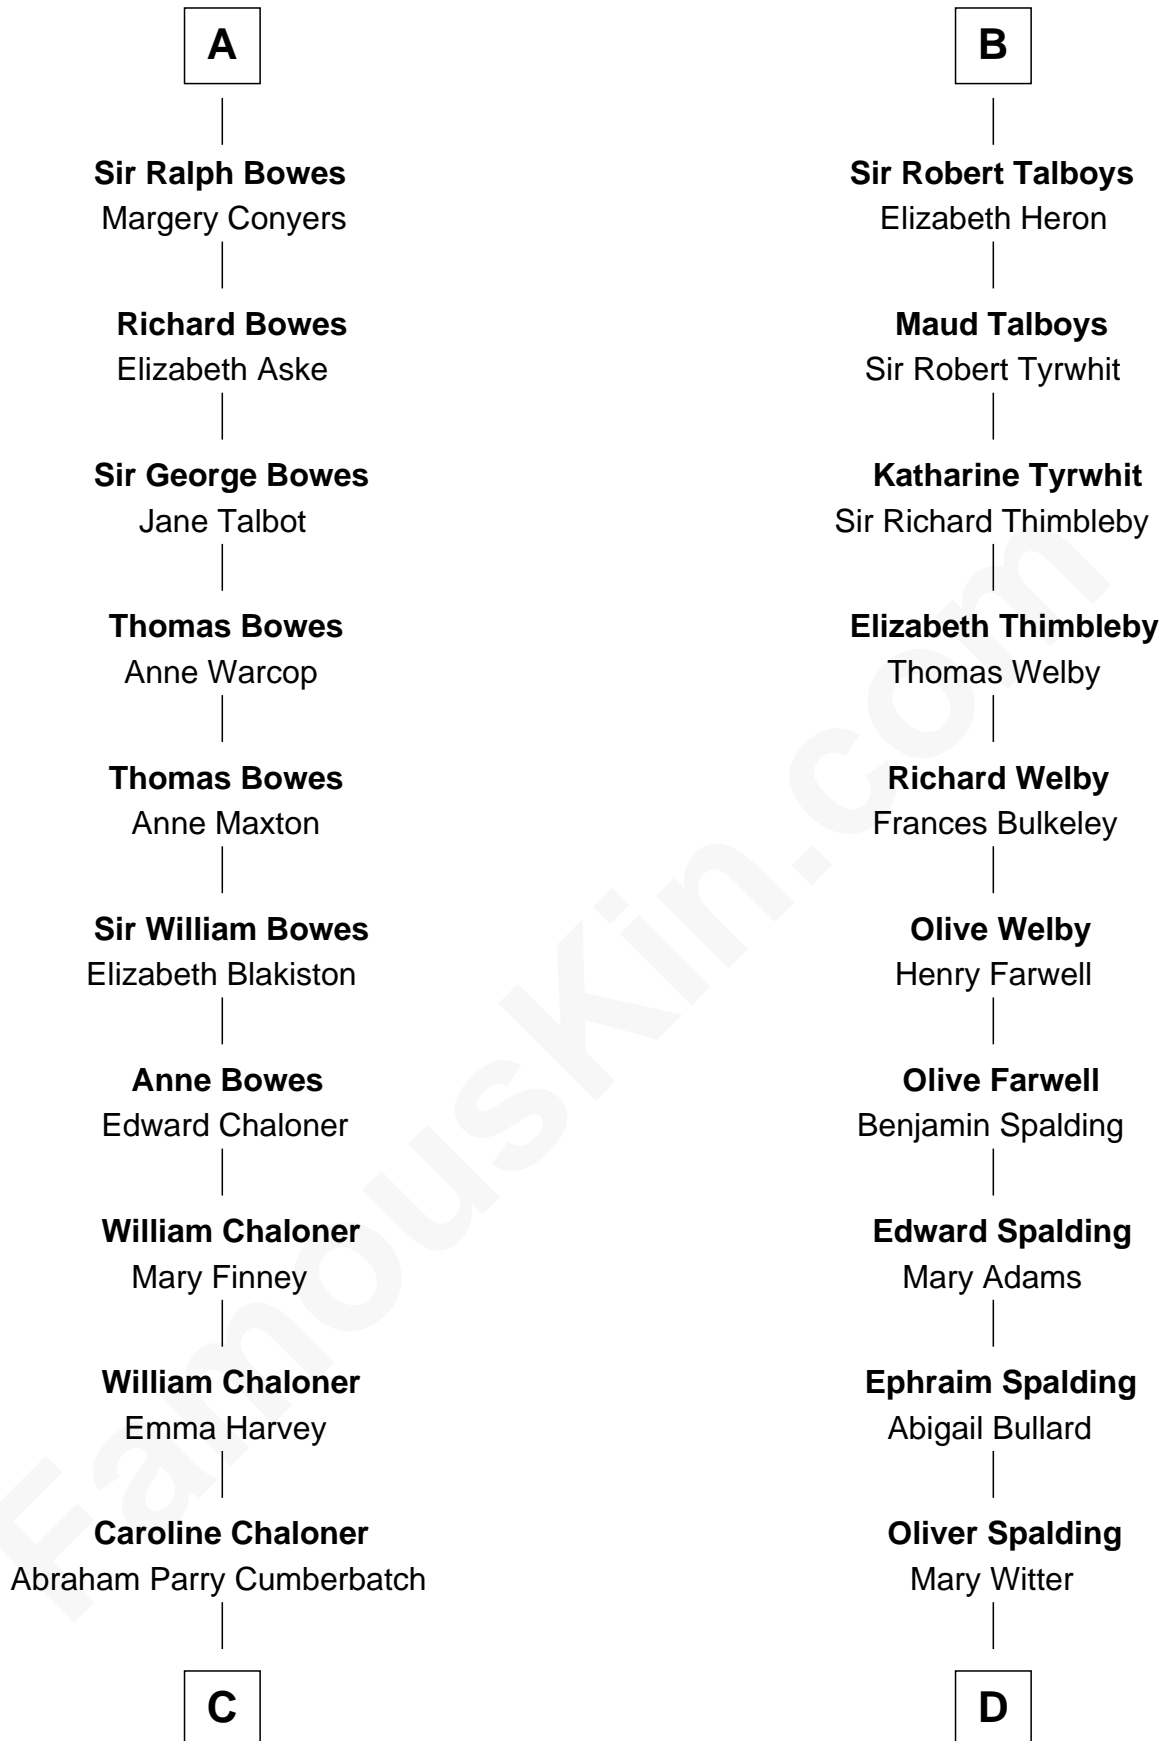 A
Sir Ralph Bowes
Margery Conyers
Richard Bowes
Elizabeth Aske
Sir George Bowes
Jane Talbot
Thomas Bowes
Anne Warcop
Thomas Bowes
Anne Maxton
Sir William Bowes
Elizabeth Blakiston
Anne Bowes
Edward Chaloner
William Chaloner
Mary Finney
William Chaloner
Emma Harvey
Caroline Chaloner
Abraham Parry Cumberbatch
C
B
Sir Robert Talboys
Elizabeth Heron
Maud Talboys
Sir Robert Tyrwhit
Katharine Tyrwhit
Sir Richard Thimbleby
Elizabeth Thimbleby
Thomas Welby
Richard Welby
Frances Bulkeley
Olive Welby
Henry Farwell
Olive Farwell
Benjamin Spalding
Edward Spalding
Mary Adams
Ephraim Spalding
Abigail Bullard
Oliver Spalding
Mary Witter
D
FamousKin.com